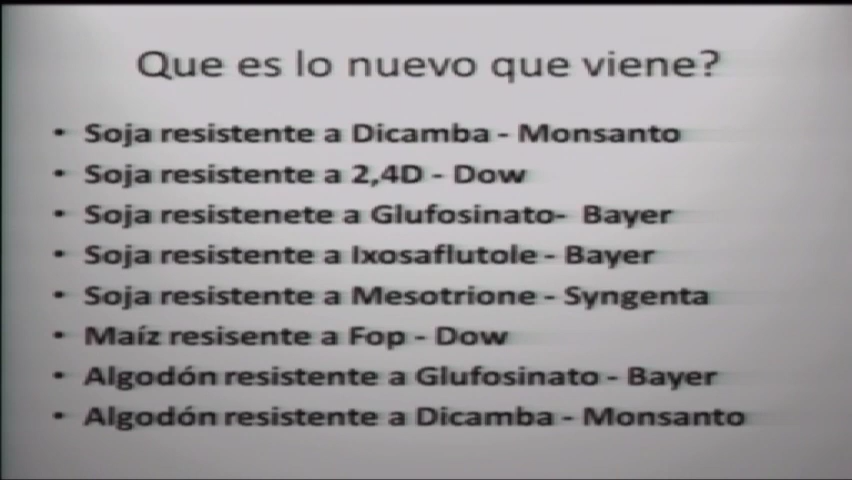 Que es lo nuevo que viene?
• Soja resistente a Dicamba - Monsanto
• Soja resistente a 2,4D - Dow
• Soja resistenete a Glufosinato- Bayer
• Soja resistente a Ixosaflutole - Bayer
• Soja resistente a Mesotrione - Syngenta
• Maíz resisente a Fop - Dow
• Algodón resistente a Glufosinato - Bayer
• Algodón resistente a Dicamba - Monsanto